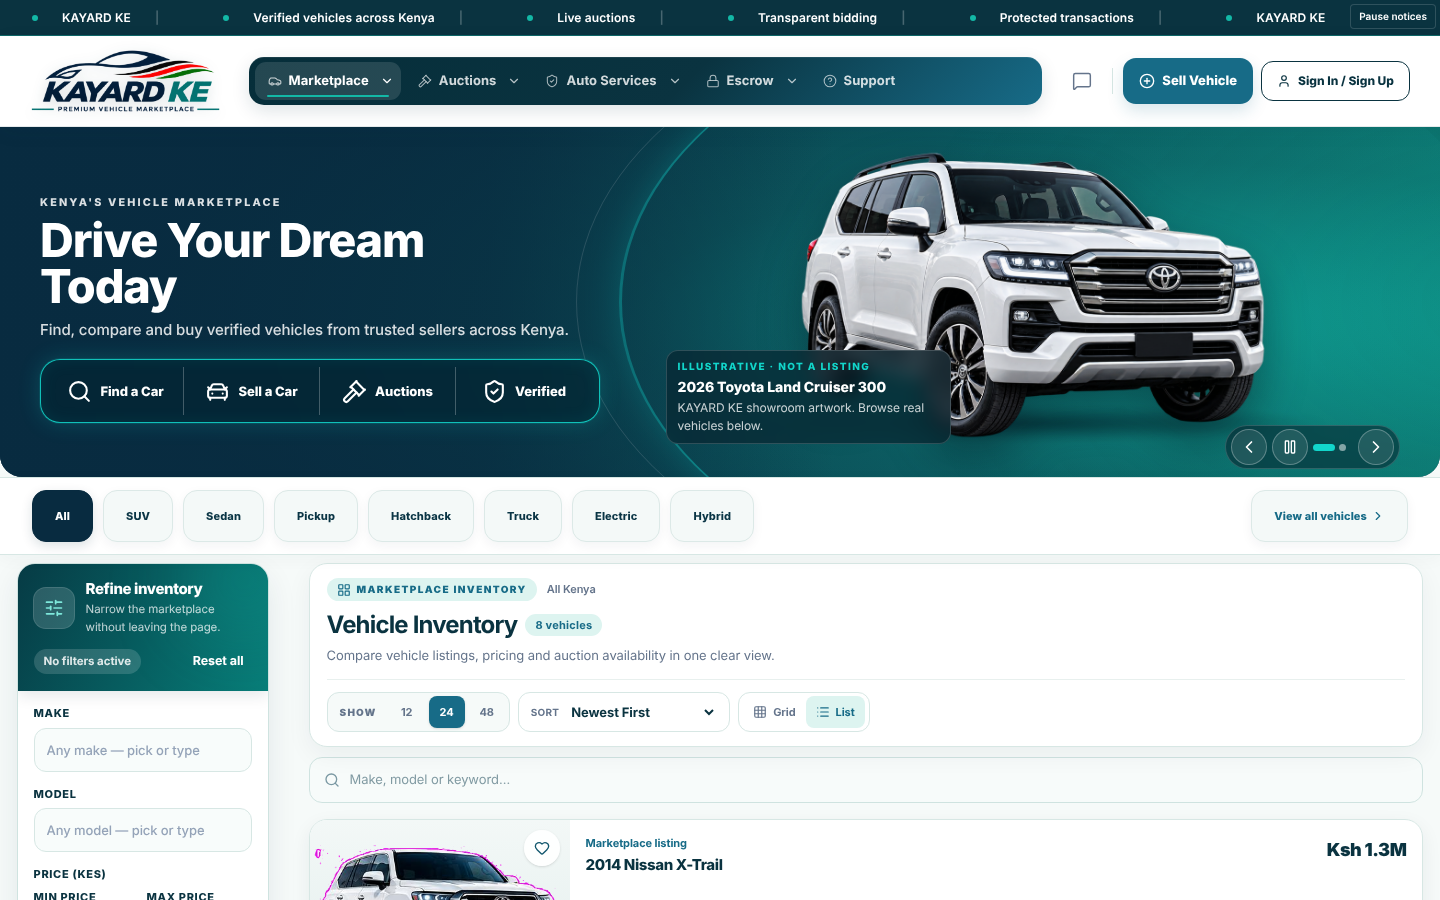 KAYARD KE
Verified vehicles across Kenya
Live auctions
Transparent bidding
Protected transactions
KAYARD KE
Pause notices
KAYARD KE
PREMIUM VEHICLE MARKETPLACE
Marketplace
Auctions
Auto Services
Escrow
Support
Sell Vehicle
Sign In / Sign Up
KENYA'S VEHICLE MARKETPLACE
Drive Your Dream
Today
Find, compare and buy verified vehicles from trusted sellers across Kenya.
Find a Car
Sell a Car
Auctions
Verified
ILLUSTRATIVE · NOT A LISTING
2026 Toyota Land Cruiser 300
KAYARD KE showroom artwork. Browse real
vehicles below.
All
SUV
Sedan
Pickup
Hatchback
Truck
Electric
Hybrid
View all vehicles
Refine inventory
Narrow the marketplace
without leaving the page.
No filters active
Reset all
MAKE
Any make — pick or type
MODEL
Any model — pick or type
PRICE (KES)
MIN PRICE
MAX PRICE
MARKETPLACE INVENTORY
All Kenya
Vehicle Inventory
8 vehicles
Compare vehicle listings, pricing and auction availability in one clear view.
SHOW
12
24
48
SORT
Newest First
Grid
List
Make, model or keyword...
Marketplace listing
2014 Nissan X-Trail
Ksh 1.3M